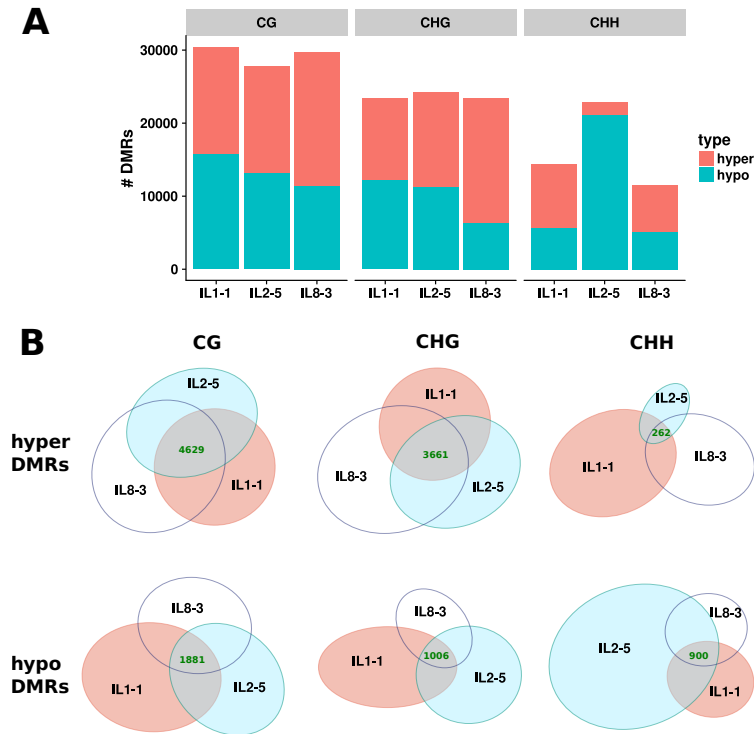 A
CG
CHG
CHH
# DMRs
30000
20000
10000
0
IL1-1
IL2-5
IL8-3
IL1-1
IL2-5
IL8-3
IL1-1
IL2-5
IL8-3
type
hyper
hypo
B
CG
CHG
CHH
hyper
DMRs
IL2-5
4629
IL8-3
IL1-1
IL1-1
3661
IL8-3
IL2-5
IL2-5
262
IL1-1
IL8-3
hypo
DMRs
IL8-3
1881
IL1-1
IL2-5
IL8-3
1006
IL1-1
IL2-5
IL8-3
IL2-5
900
IL1-1